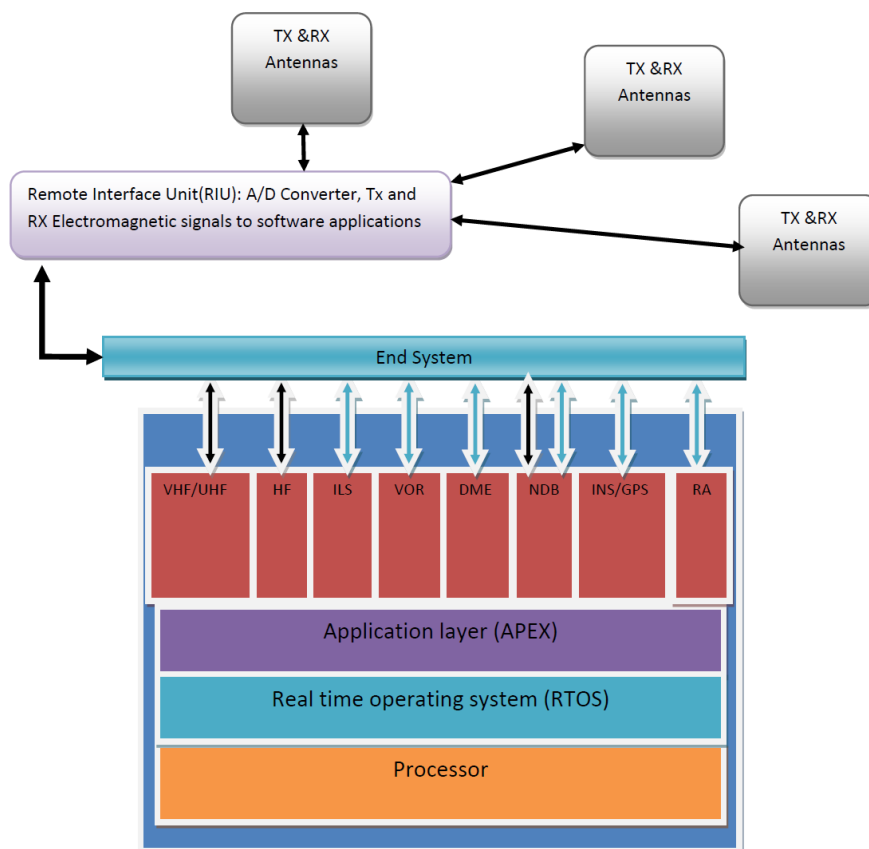 TX &RX
Antennas
TX &RX
Antennas
Remote Interface Unit(RIU): A/D Converter, Tx and
RX Electromagnetic signals to software applications
TX &RX
Antennas
End System
VHF/UHF
HF
ILS
VOR
DME
NDB
INS/GPS
RA
Application layer (APEX)
Real time operating system (RTOS)
Processor